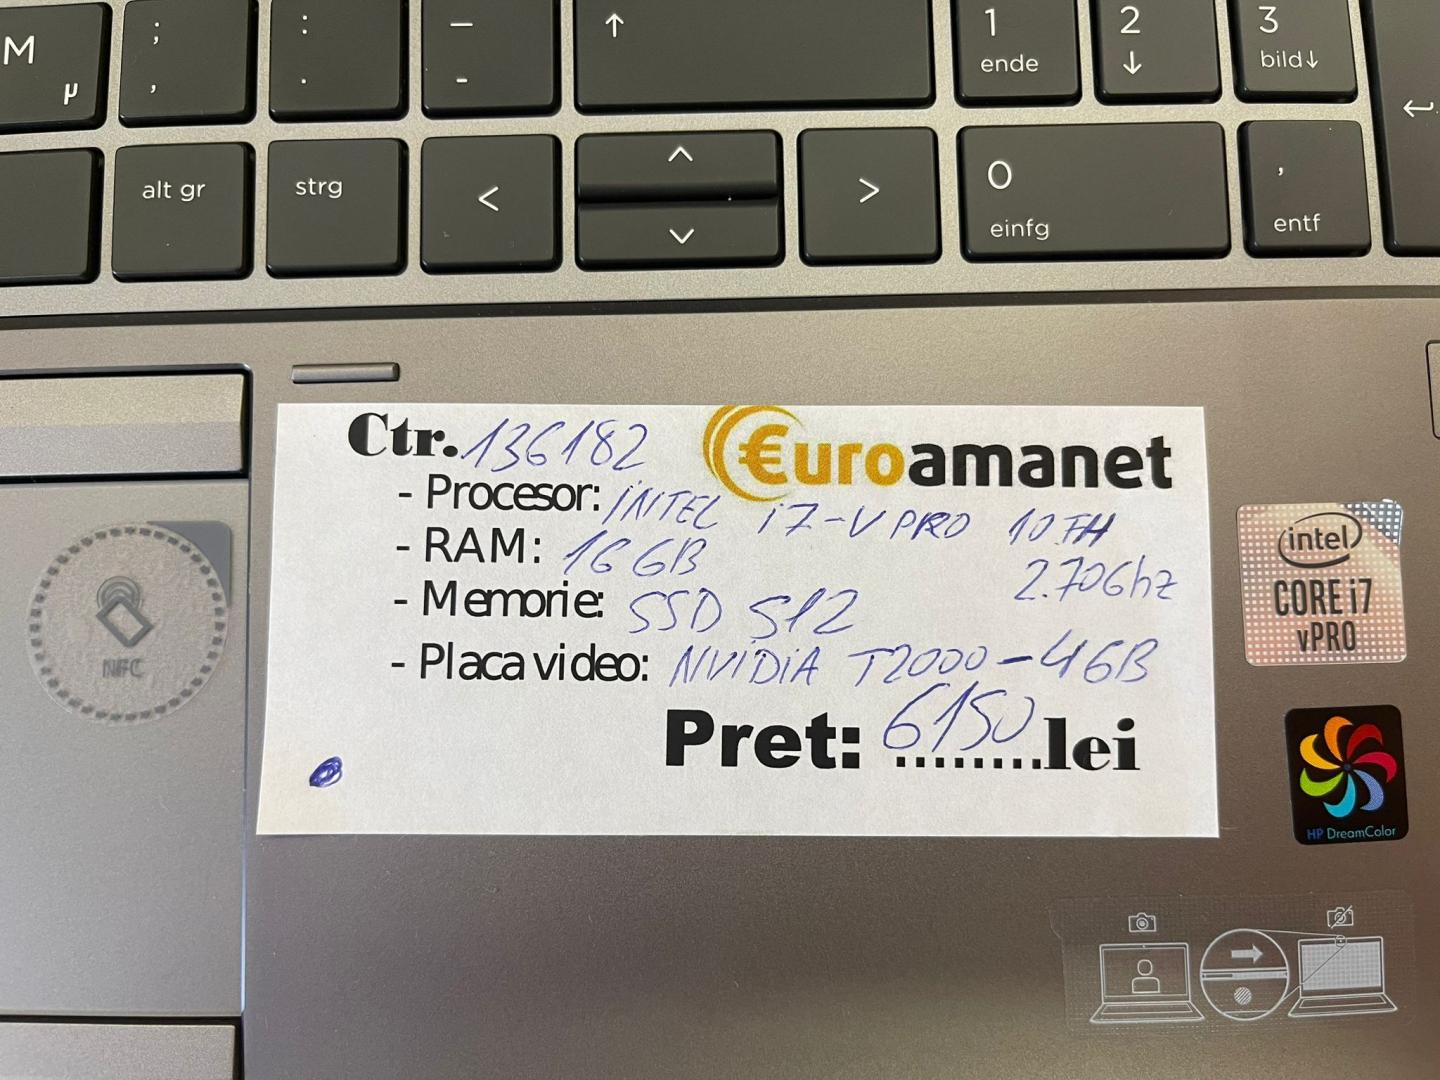 M µ ; , : . _ - ↑ 1 ende 2 ↓ 3 bild↓ ↵
alt gr strg < ^ ⌄ > 0 einfg , entf
Ctr. 136182 €uroamanet
- Procesor: INTEL i7-VPRO 10TH
2.70Ghz
- RAM: 16GB
- Memorie: SSD 512
- Placa video: NVIDIA T2000-4GB
Pret: 6150 lei
NFC
intel
CORE i7
vPRO
HP DreamColor